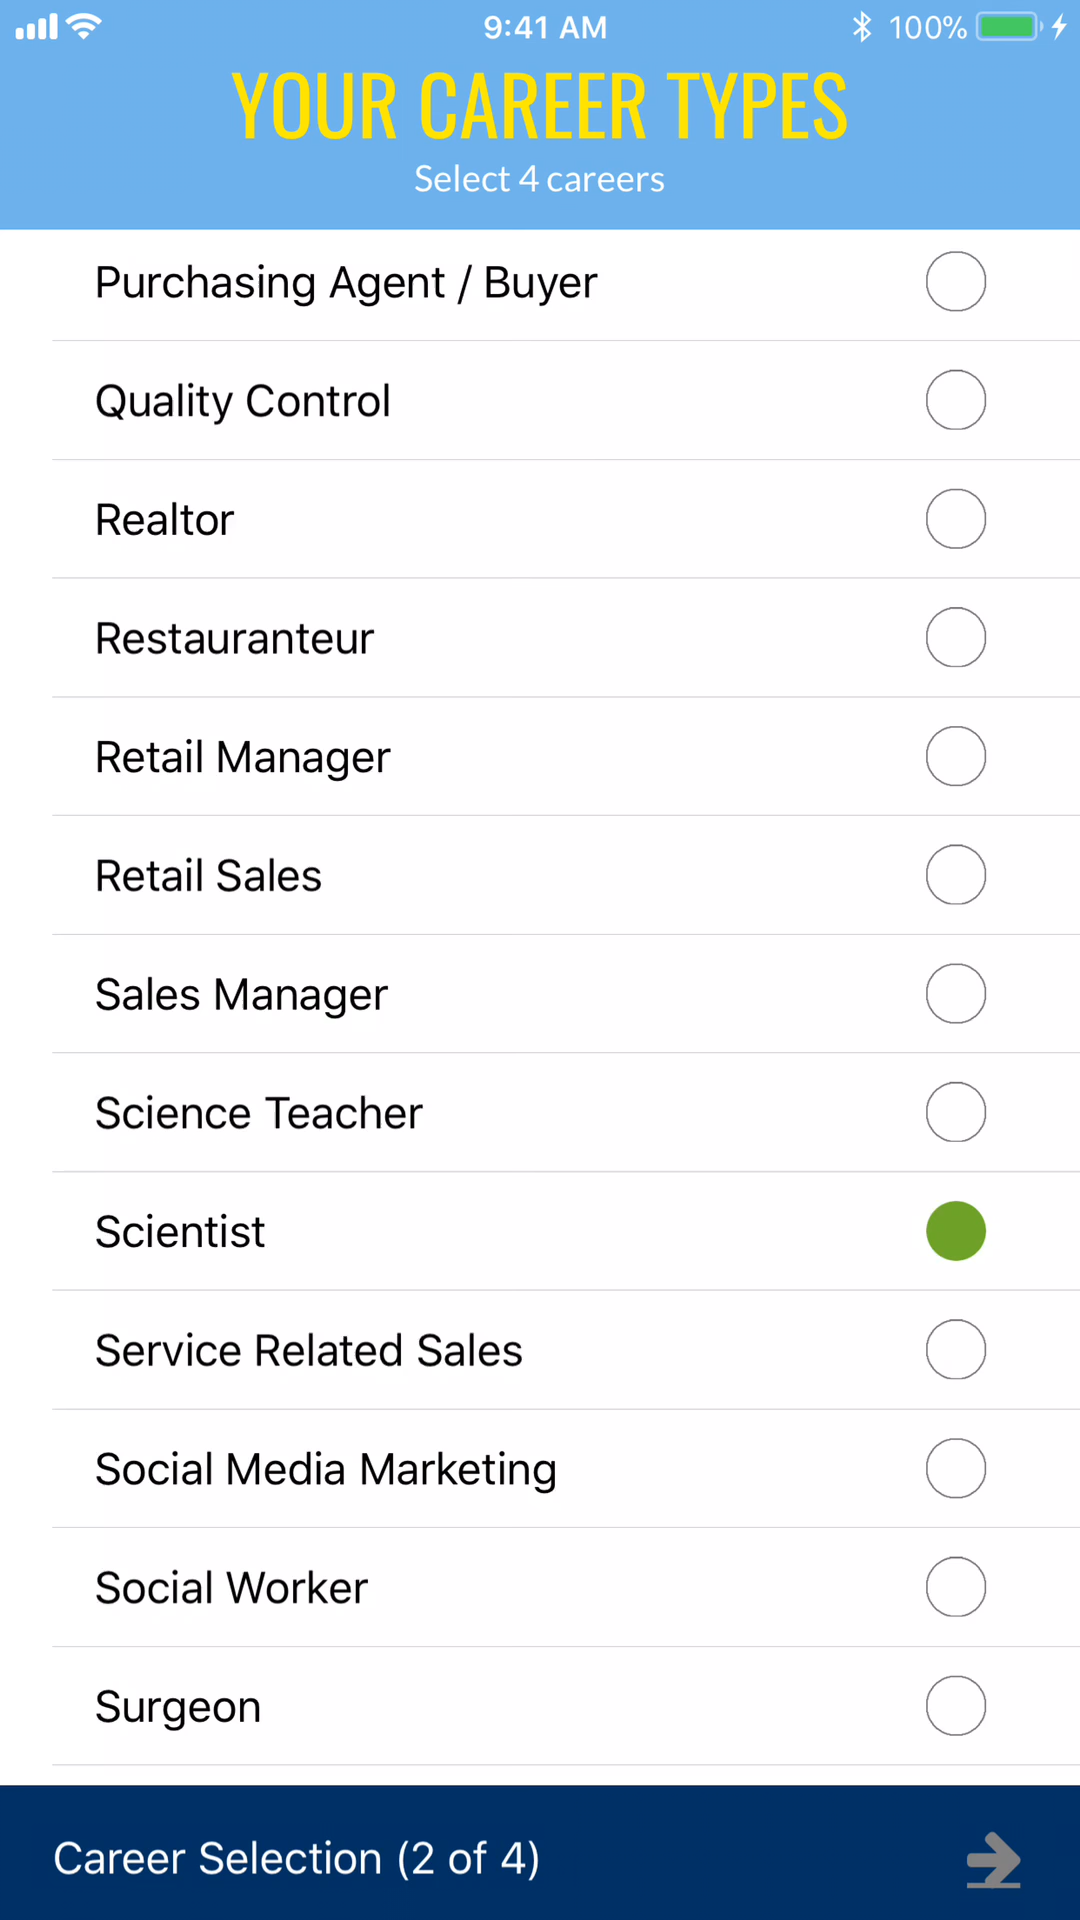 9:41 AM
100%
YOUR CAREER TYPES
Select 4 careers
Purchasing Agent / Buyer
Quality Control
Realtor
Restauranteur
Retail Manager
Retail Sales
Sales Manager
Science Teacher
Scientist
Service Related Sales
Social Media Marketing
Social Worker
Surgeon
Career Selection (2 of 4)